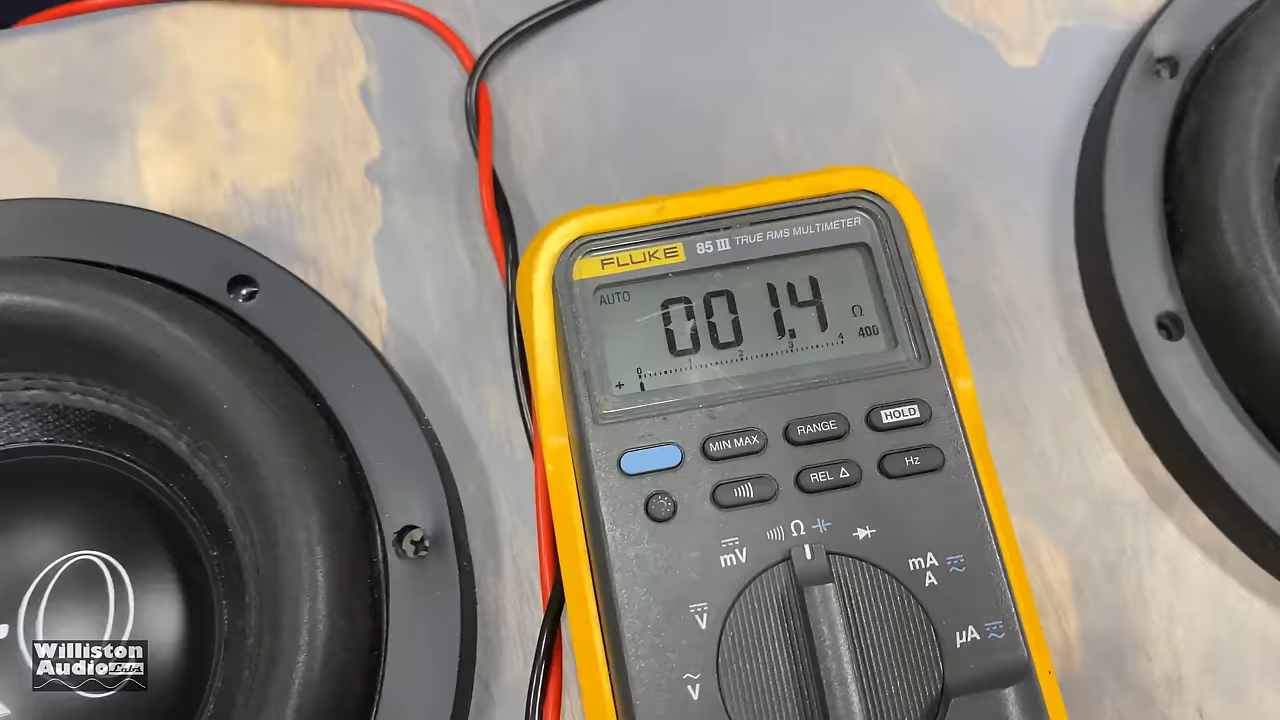 FLUKE 85 III TRUE RMS MULTIMETER
AUTO
001.4 Ω
400
0 1 2 3 4
+
MIN MAX
RANGE
HOLD
REL Δ
Hz
mV
Ω
mA
A
V
µA
V
Williston
Audio Labs